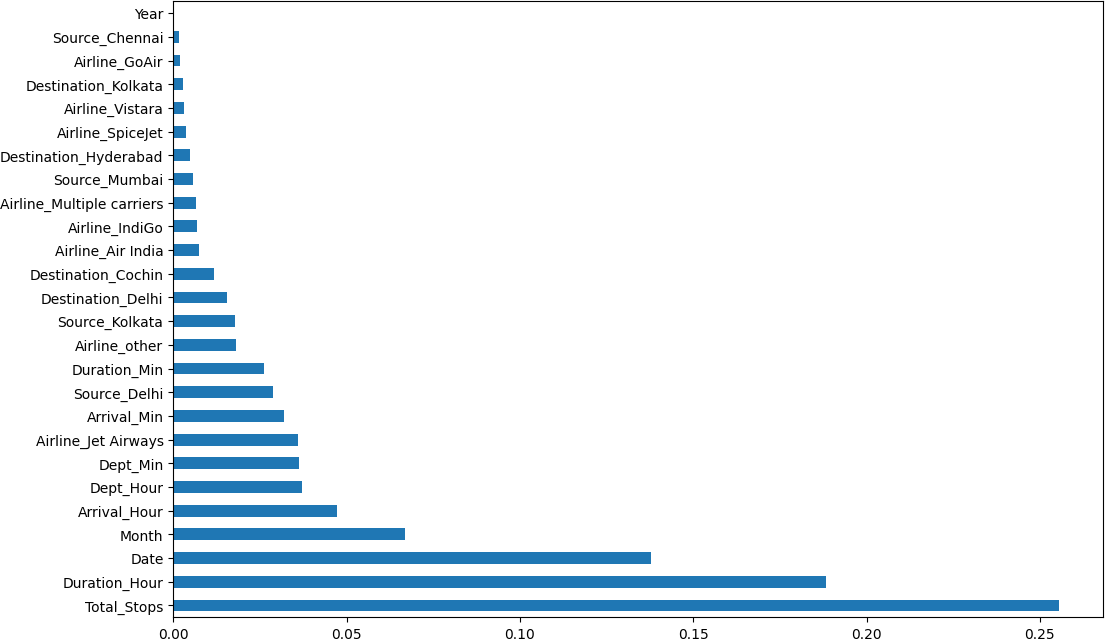 Year
Source_Chennai
Airline_GoAir
Destination_Kolkata
Airline_Vistara
Airline_SpiceJet
Destination_Hyderabad
Source_Mumbai
Airline_Multiple carriers
Airline_IndiGo
Airline_Air India
Destination_Cochin
Destination_Delhi
Source_Kolkata
Airline_other
Duration_Min
Source_Delhi
Arrival_Min
Airline_Jet Airways
Dept_Min
Dept_Hour
Arrival_Hour
Month
Date
Duration_Hour
Total_Stops
0.00 0.05 0.10 0.15 0.20 0.25